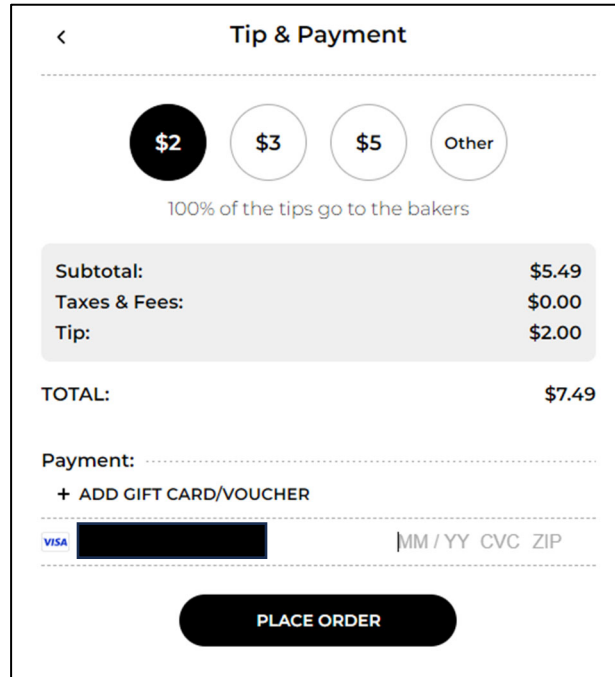 Tip & Payment
$2 $3 $5 Other
100% of the tips go to the bakers
Subtotal: $5.49
Taxes & Fees: $0.00
Tip: $2.00
TOTAL: $7.49
Payment:
+ ADD GIFT CARD/VOUCHER
VISA MM / YY CVC ZIP
PLACE ORDER